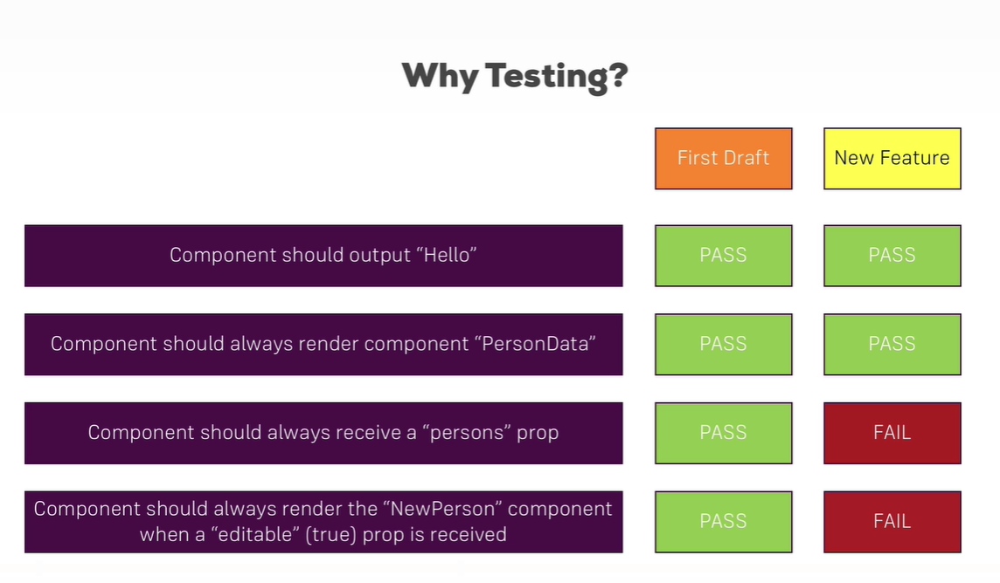 Why Testing?
First Draft
New Feature
Component should output “Hello”
PASS
PASS
Component should always render component “PersonData”
PASS
PASS
Component should always receive a “persons” prop
PASS
FAIL
Component should always render the “NewPerson” component
when a “editable” (true) prop is received
PASS
FAIL